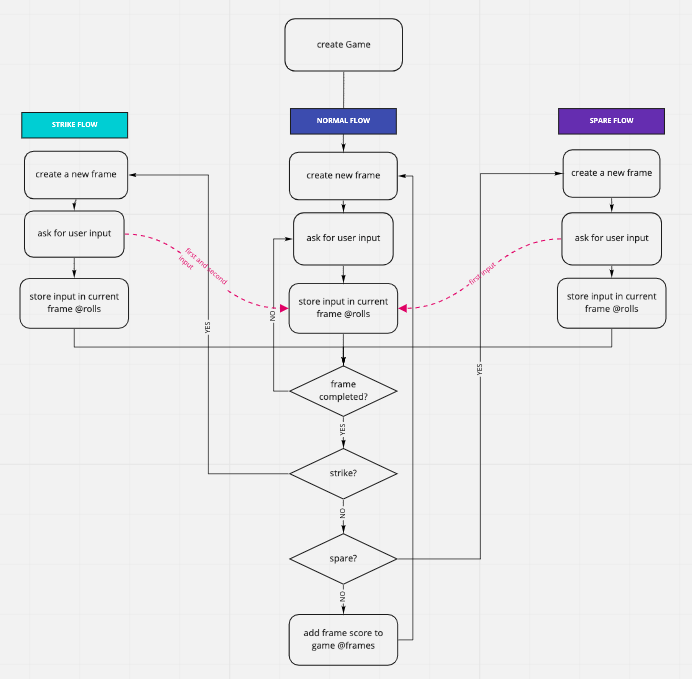 create Game
STRIKE FLOW
NORMAL FLOW
SPARE FLOW
create a new frame
create new frame
create a new frame
ask for user input
ask for user input
ask for user input
first and second
input
first input
store input in current
frame @rolls
store input in current
frame @rolls
store input in current
frame @rolls
YES
NO
YES
frame
completed?
YES
strike?
NO
spare?
NO
add frame score to
game @frames